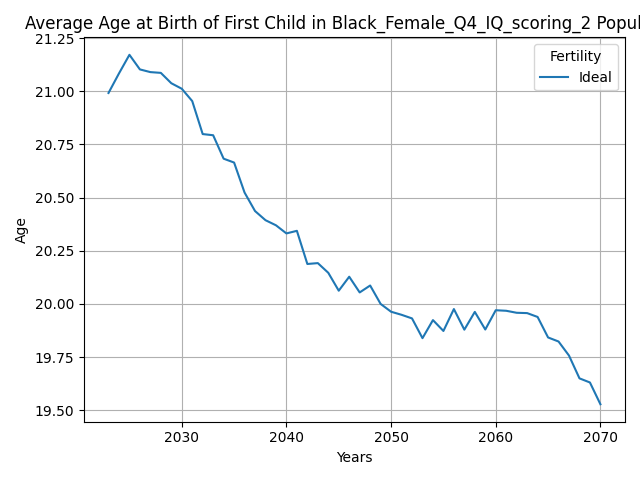 Average Age at Birth of First Child in Black_Female_Q4_IQ_scoring_2 Popul
21.25
21.00
20.75
20.50
20.25
20.00
19.75
19.50
Age
Fertility
Ideal
2030 2040 2050 2060 2070
Years